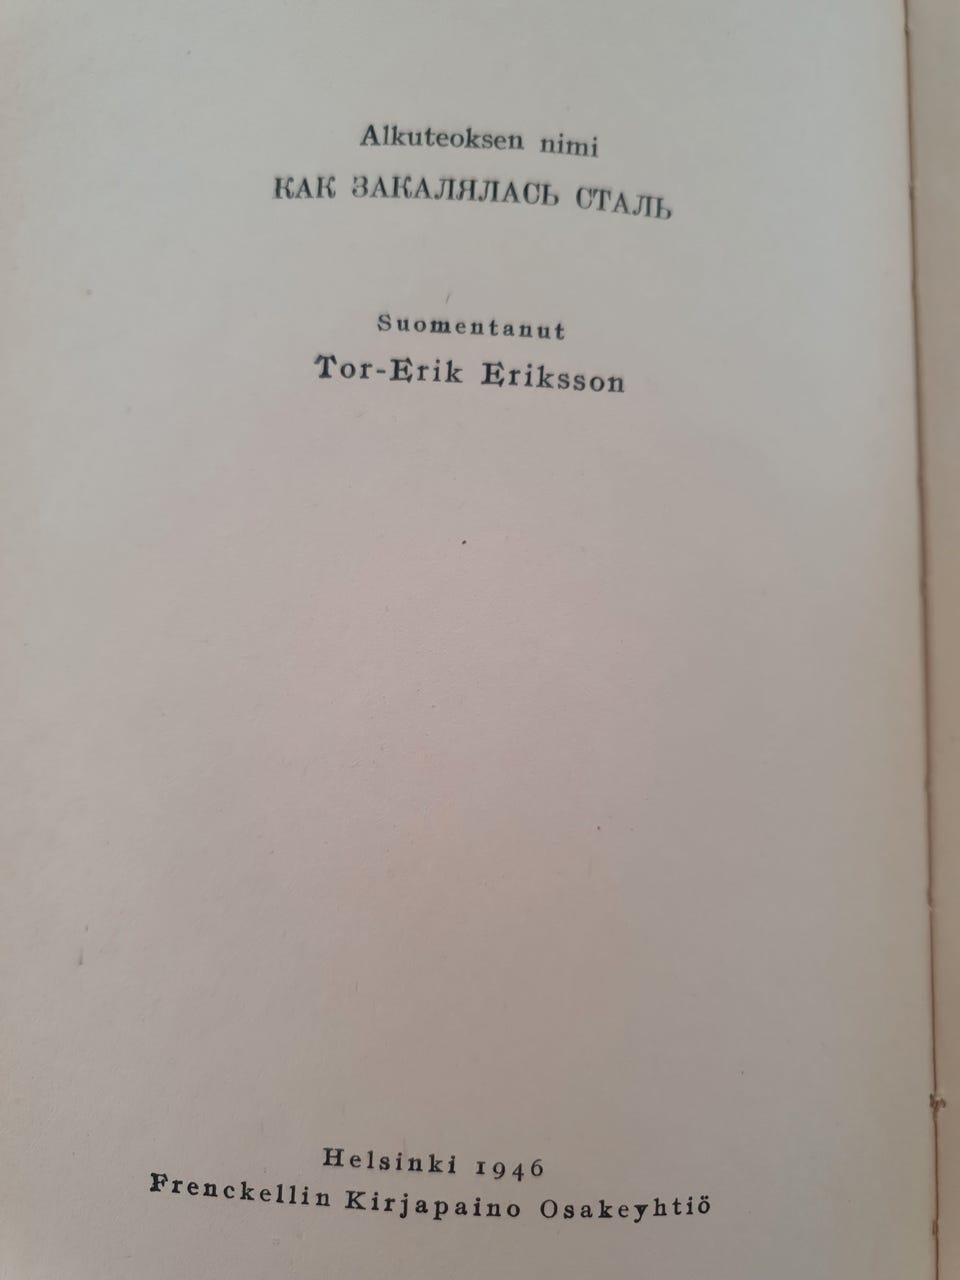 Alkuteoksen nimi
КАК ЗАКАЛЯЛАСЬ СТАЛЬ
Suomentanut
Tor-Erik Eriksson
Helsinki 1946
Frenckellin Kirjapaino Osakeyhtiö